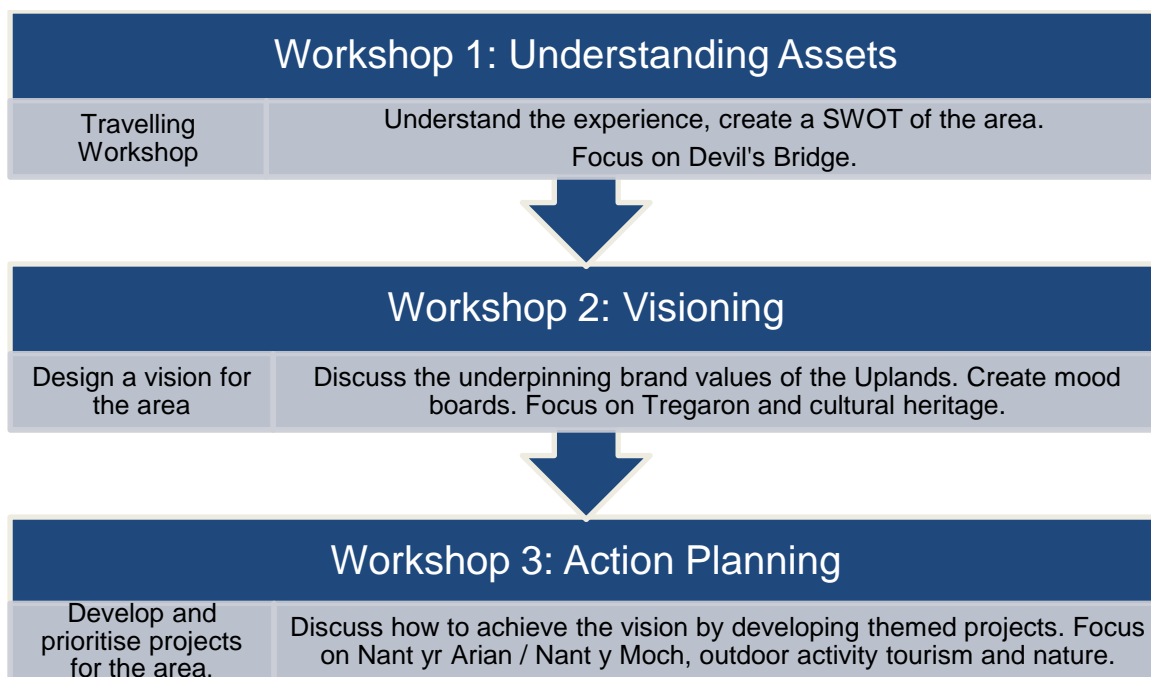 Workshop 1: Understanding Assets
Travelling
Workshop
Understand the experience, create a SWOT of the area.
Focus on Devil's Bridge.
Workshop 2: Visioning
Design a vision for
the area
Discuss the underpinning brand values of the Uplands. Create mood
boards. Focus on Tregaron and cultural heritage.
Workshop 3: Action Planning
Develop and
prioritise projects
for the area.
Discuss how to achieve the vision by developing themed projects. Focus
on Nant yr Arian / Nant y Moch, outdoor activity tourism and nature.